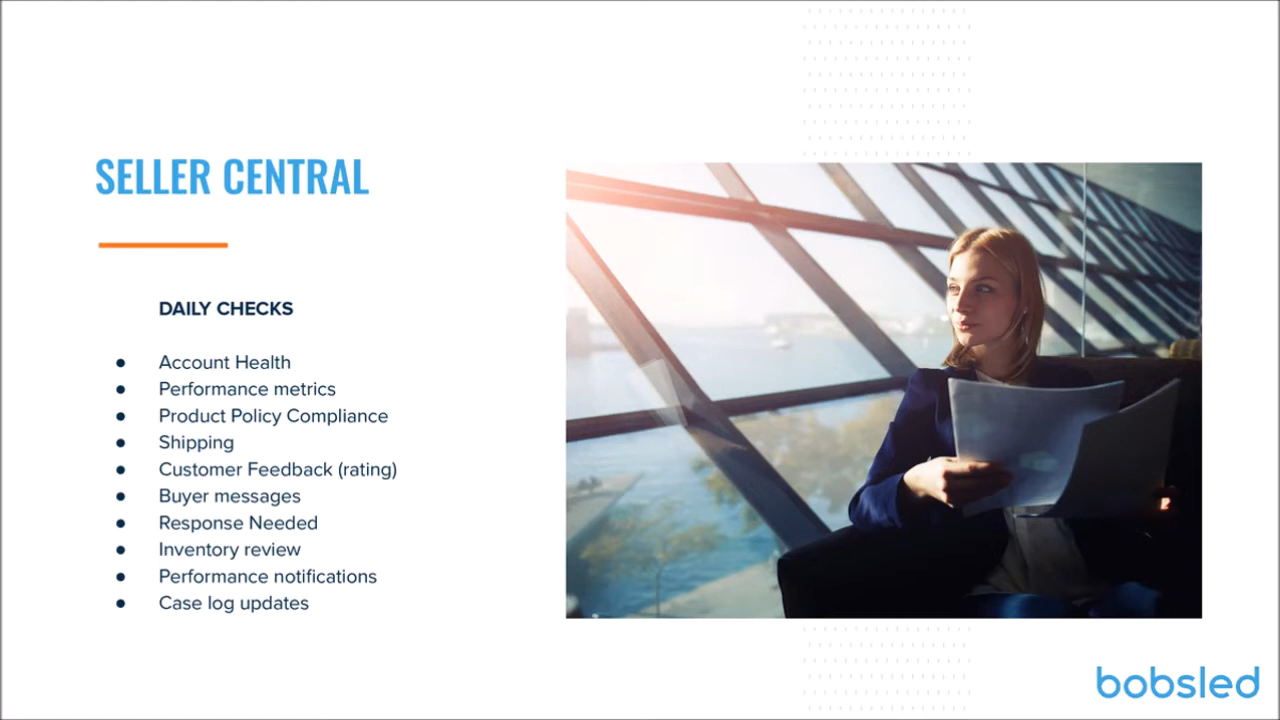 SELLER CENTRAL
DAILY CHECKS
● Account Health
● Performance metrics
● Product Policy Compliance
● Shipping
● Customer Feedback (rating)
● Buyer messages
● Response Needed
● Inventory review
● Performance notifications
● Case log updates
bobsled